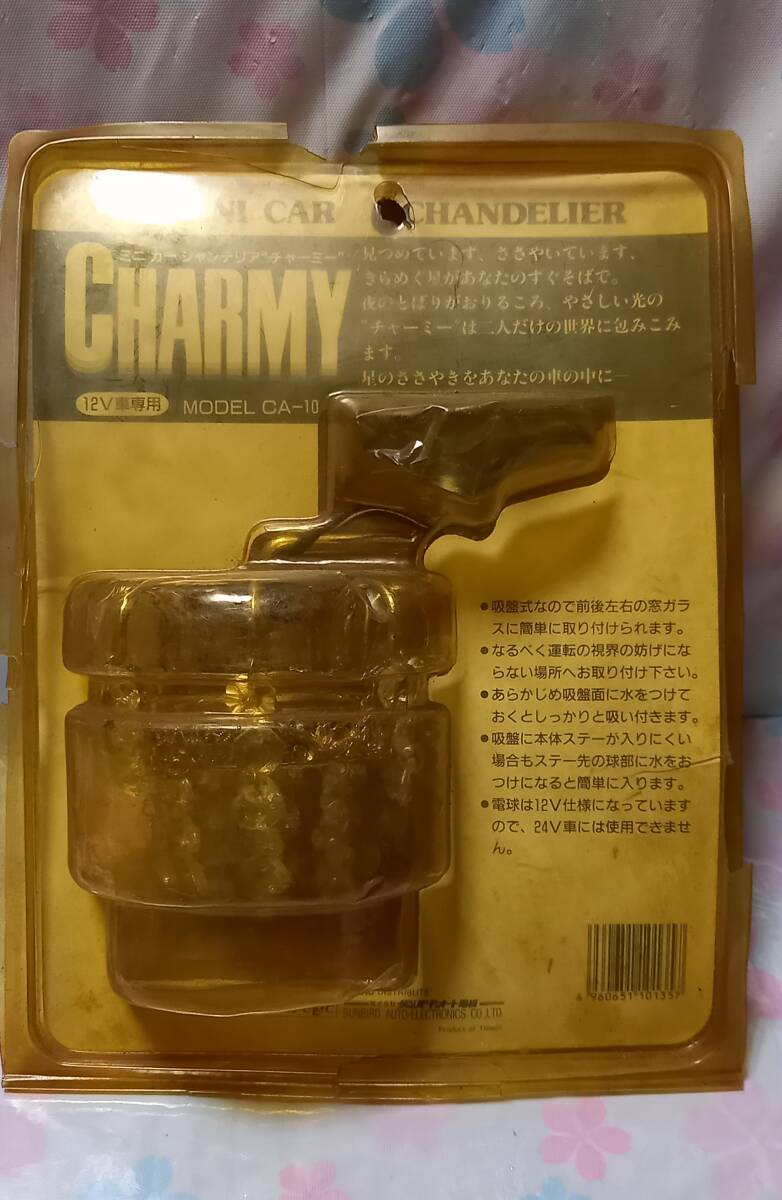 NI CAR CHANDELIER
ミニ カー シャンデリア"チャーミー"
CHARMY
12V車専用 MODEL CA-10
見つめています、ささやいています、
きらめく星があなたのすぐそばで。
夜のとばりがおりるころ、やさしい光の
"チャーミー"は二人だけの世界に包みこみ
ます。
星のささやきをあなたの車の中に—
●吸盤式なので前後左右の窓ガラ
スに簡単に取り付けられます。
●なるべく運転の視界の妨げにな
らない場所へお取り付け下さい。
●あらかじめ吸盤面に水をつけて
おくとしっかりと吸い付きます。
●吸盤に本体ステーが入りにくい
場合もステー先の球部に水をお
つけになると簡単に入ります。
●電球は12V仕様になっています
ので、24V車には使用できませ
ん。
4 960651 101357
SUNBIRD AUTO-ELECTRONICS CO.,LTD.
Product of Taiwan